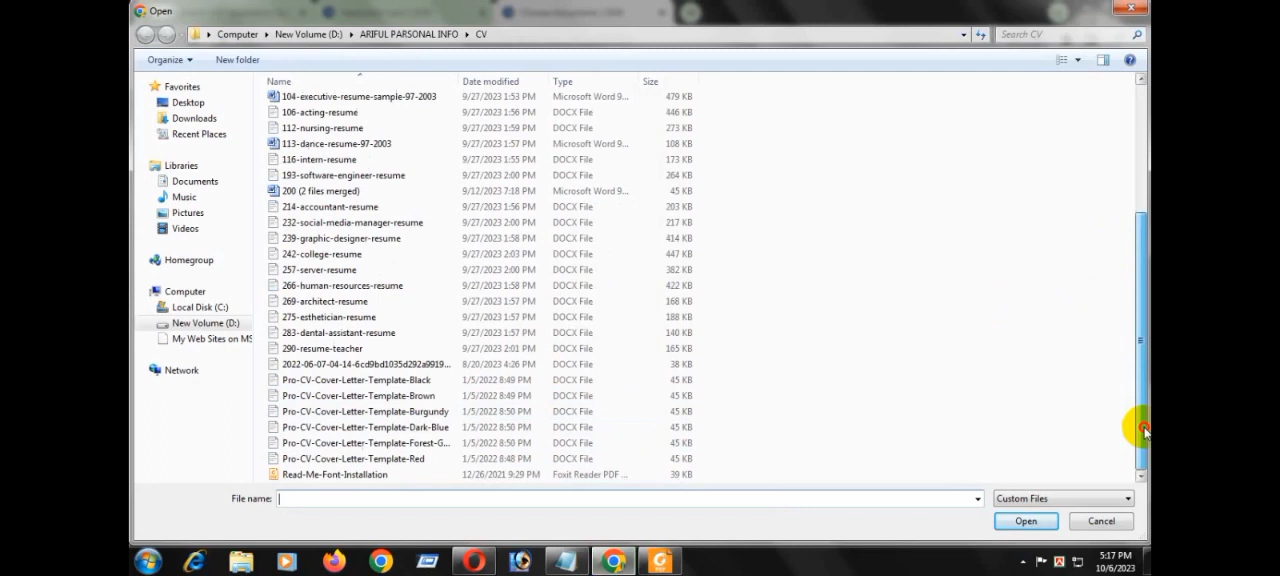 Open
Computer ▸ New Volume (D:) ▸ ARIFUL PARSONAL INFO ▸ CV
Search CV
Organize ▾ New folder
Favorites
Desktop
Downloads
Recent Places
Libraries
Documents
Music
Pictures
Videos
Homegroup
Computer
Local Disk (C:)
New Volume (D:)
My Web Sites on MS
Network
Name Date modified Type Size
104-executive-resume-sample-97-2003 9/27/2023 1:53 PM Microsoft Word 9... 479 KB
106-acting-resume 9/27/2023 1:56 PM DOCX File 446 KB
112-nursing-resume 9/27/2023 1:59 PM DOCX File 273 KB
113-dance-resume-97-2003 9/27/2023 1:57 PM Microsoft Word 9... 108 KB
116-intern-resume 9/27/2023 1:55 PM DOCX File 173 KB
193-software-engineer-resume 9/27/2023 2:00 PM DOCX File 264 KB
200 (2 files merged) 9/12/2023 7:18 PM Microsoft Word 9... 45 KB
214-accountant-resume 9/27/2023 1:56 PM DOCX File 203 KB
232-social-media-manager-resume 9/27/2023 2:00 PM DOCX File 217 KB
239-graphic-designer-resume 9/27/2023 1:58 PM DOCX File 414 KB
242-college-resume 9/27/2023 2:03 PM DOCX File 447 KB
257-server-resume 9/27/2023 2:00 PM DOCX File 382 KB
266-human-resources-resume 9/27/2023 1:57 PM DOCX File 422 KB
269-architect-resume 9/27/2023 1:57 PM DOCX File 168 KB
275-esthetician-resume 9/27/2023 1:57 PM DOCX File 188 KB
283-dental-assistant-resume 9/27/2023 1:57 PM DOCX File 140 KB
290-resume-teacher 9/27/2023 2:01 PM DOCX File 165 KB
2022-06-07-04-14-6cd9bd1035d292a9919... 8/20/2023 4:26 PM DOCX File 38 KB
Pro-CV-Cover-Letter-Template-Black 1/5/2022 8:49 PM DOCX File 45 KB
Pro-CV-Cover-Letter-Template-Brown 1/5/2022 8:49 PM DOCX File 45 KB
Pro-CV-Cover-Letter-Template-Burgundy 1/5/2022 8:50 PM DOCX File 45 KB
Pro-CV-Cover-Letter-Template-Dark-Blue 1/5/2022 8:50 PM DOCX File 45 KB
Pro-CV-Cover-Letter-Template-Forest-G... 1/5/2022 8:50 PM DOCX File 45 KB
Pro-CV-Cover-Letter-Template-Red 1/5/2022 8:48 PM DOCX File 45 KB
Read-Me-Font-Installation 12/26/2021 9:29 PM Foxit Reader PDF ... 39 KB
File name: Custom Files
Open Cancel
5:17 PM
10/6/2023